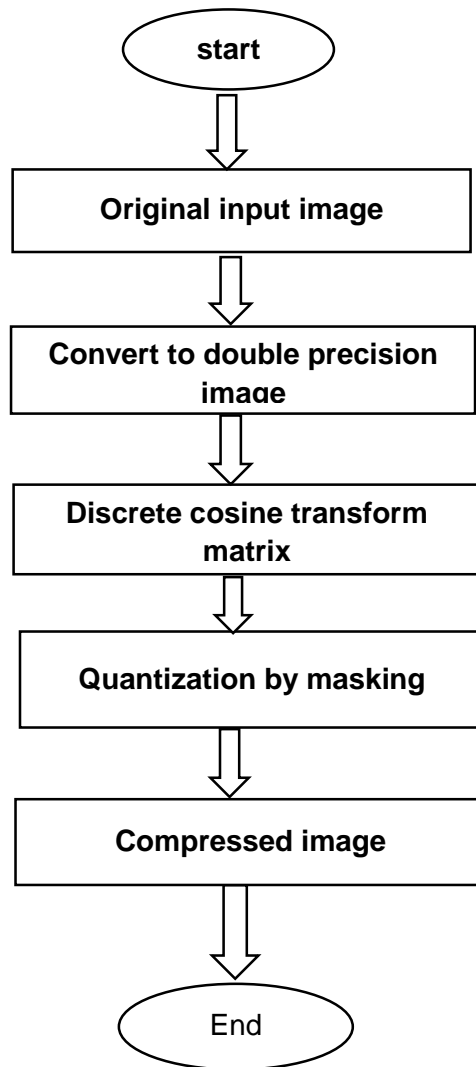 start
Original input image
Convert to double precision
image
Discrete cosine transform
matrix
Quantization by masking
Compressed image
End